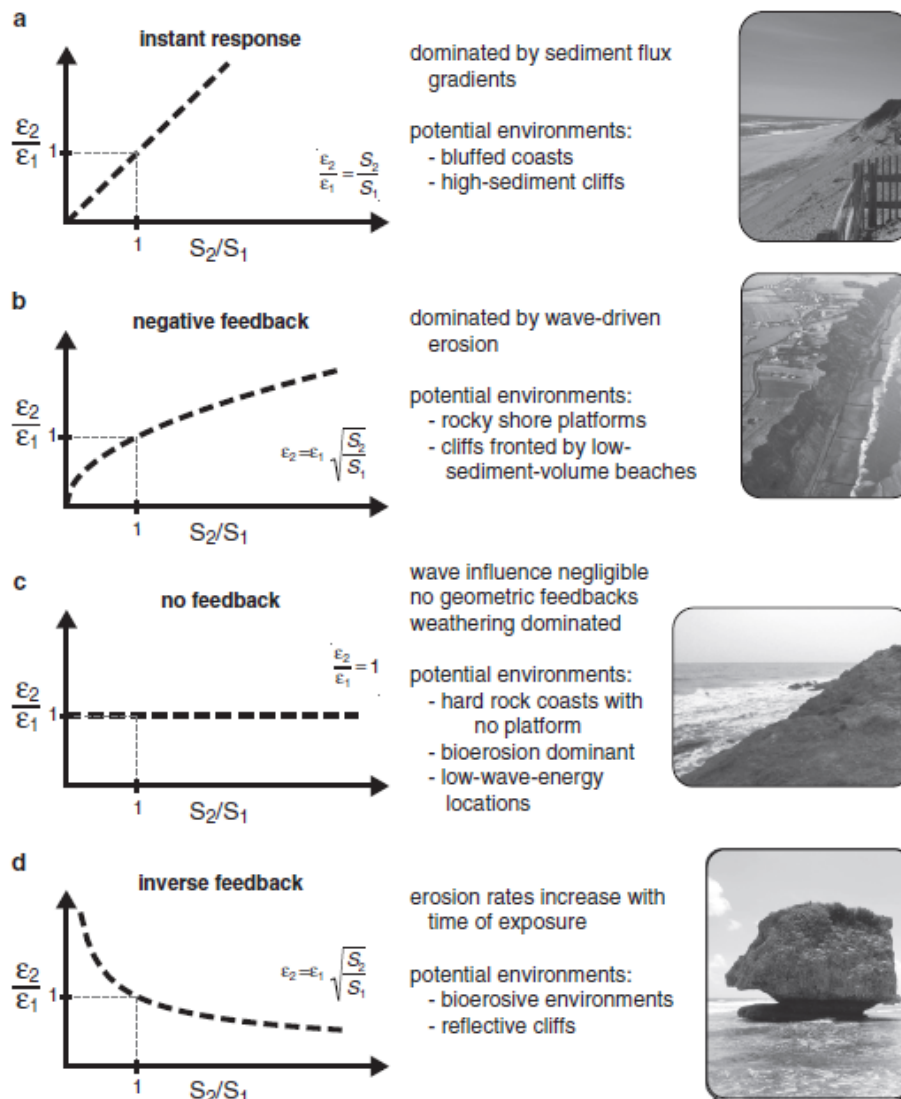 a
instant response
ε2/ε1
1
ε2/ε1 = S2/S1
1
S2/S1
dominated by sediment flux
gradients
potential environments:
- bluffed coasts
- high-sediment cliffs
b
negative feedback
ε2/ε1
1
ε2=ε1 √S2/S1
1
S2/S1
dominated by wave-driven
erosion
potential environments:
- rocky shore platforms
- cliffs fronted by low-
sediment-volume beaches
c
no feedback
ε2/ε1
1
ε2/ε1 = 1
1
S2/S1
wave influence negligible
no geometric feedbacks
weathering dominated
potential environments:
- hard rock coasts with
no platform
- bioerosion dominant
- low-wave-energy
locations
d
inverse feedback
ε2/ε1
1
ε2=ε1 √S2/S1
1
S2/S1
erosion rates increase with
time of exposure
potential environments:
- bioerosive environments
- reflective cliffs